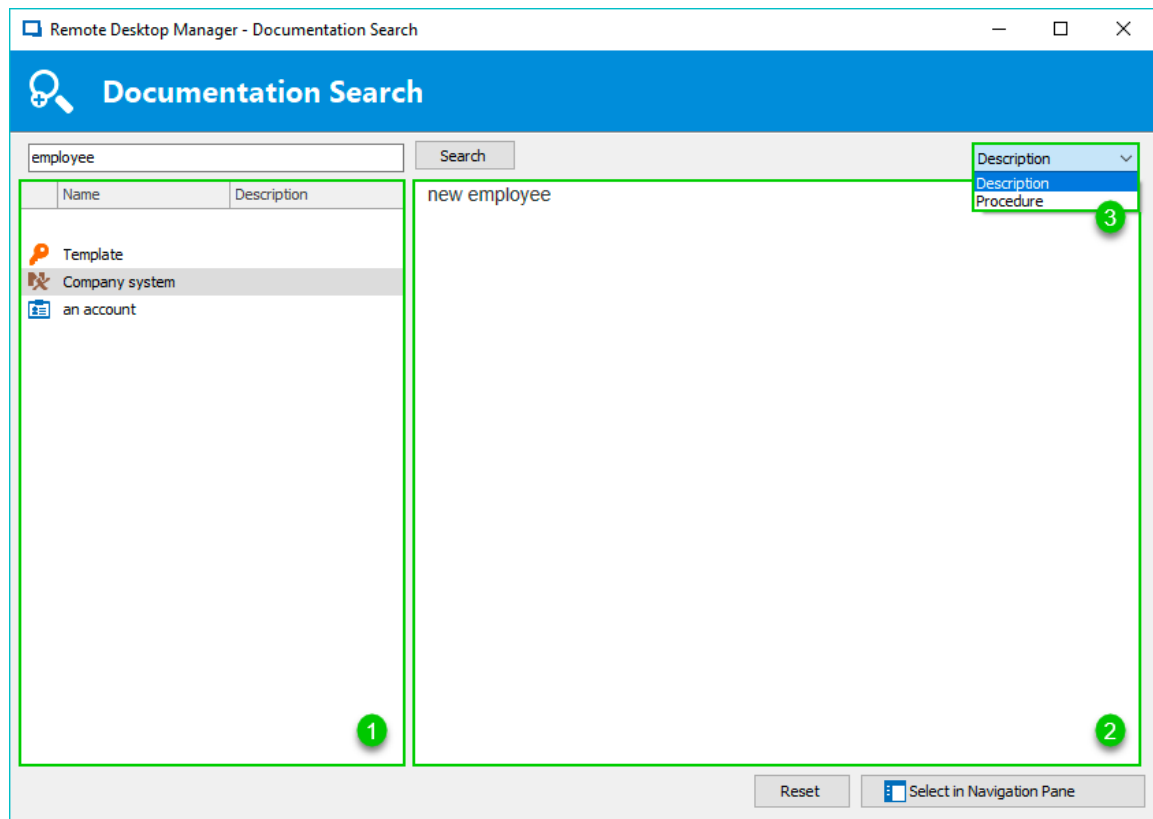 Remote Desktop Manager - Documentation Search
Documentation Search
employee
Search
Description
Name
Description
new employee
Description
Procedure
3
Template
Company system
an account
1
2
Reset
Select in Navigation Pane